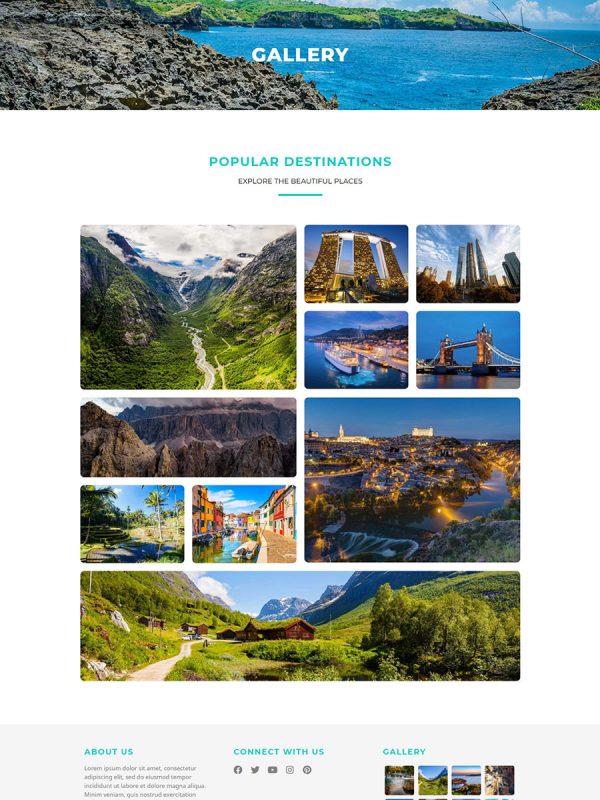 GALLERY
POPULAR DESTINATIONS
EXPLORE THE BEAUTIFUL PLACES
ABOUT US
Lorem ipsum dolor sit amet, consectetur
adipiscing elit, sed do eiusmod tempor
incididunt ut labore et dolore magna aliqua.
Minim veniam, quis nostrud exercitation
CONNECT WITH US
GALLERY